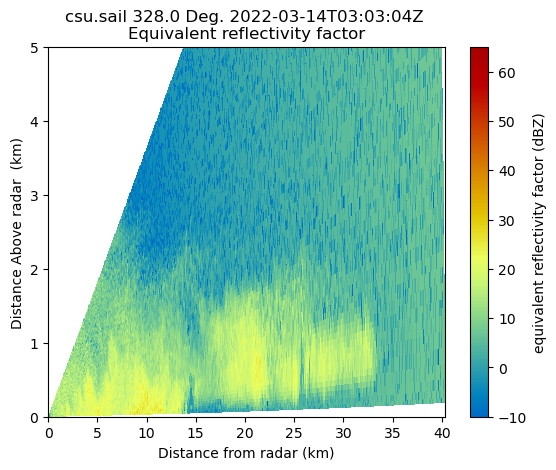 csu.sail 328.0 Deg. 2022-03-14T03:03:04Z
Equivalent reflectivity factor
5
4
3
2
1
0
Distance Above radar  (km)
0 5 10 15 20 25 30 35 40
Distance from radar (km)
60
50
40
30
20
10
0
−10
equivalent reflectivity factor (dBZ)